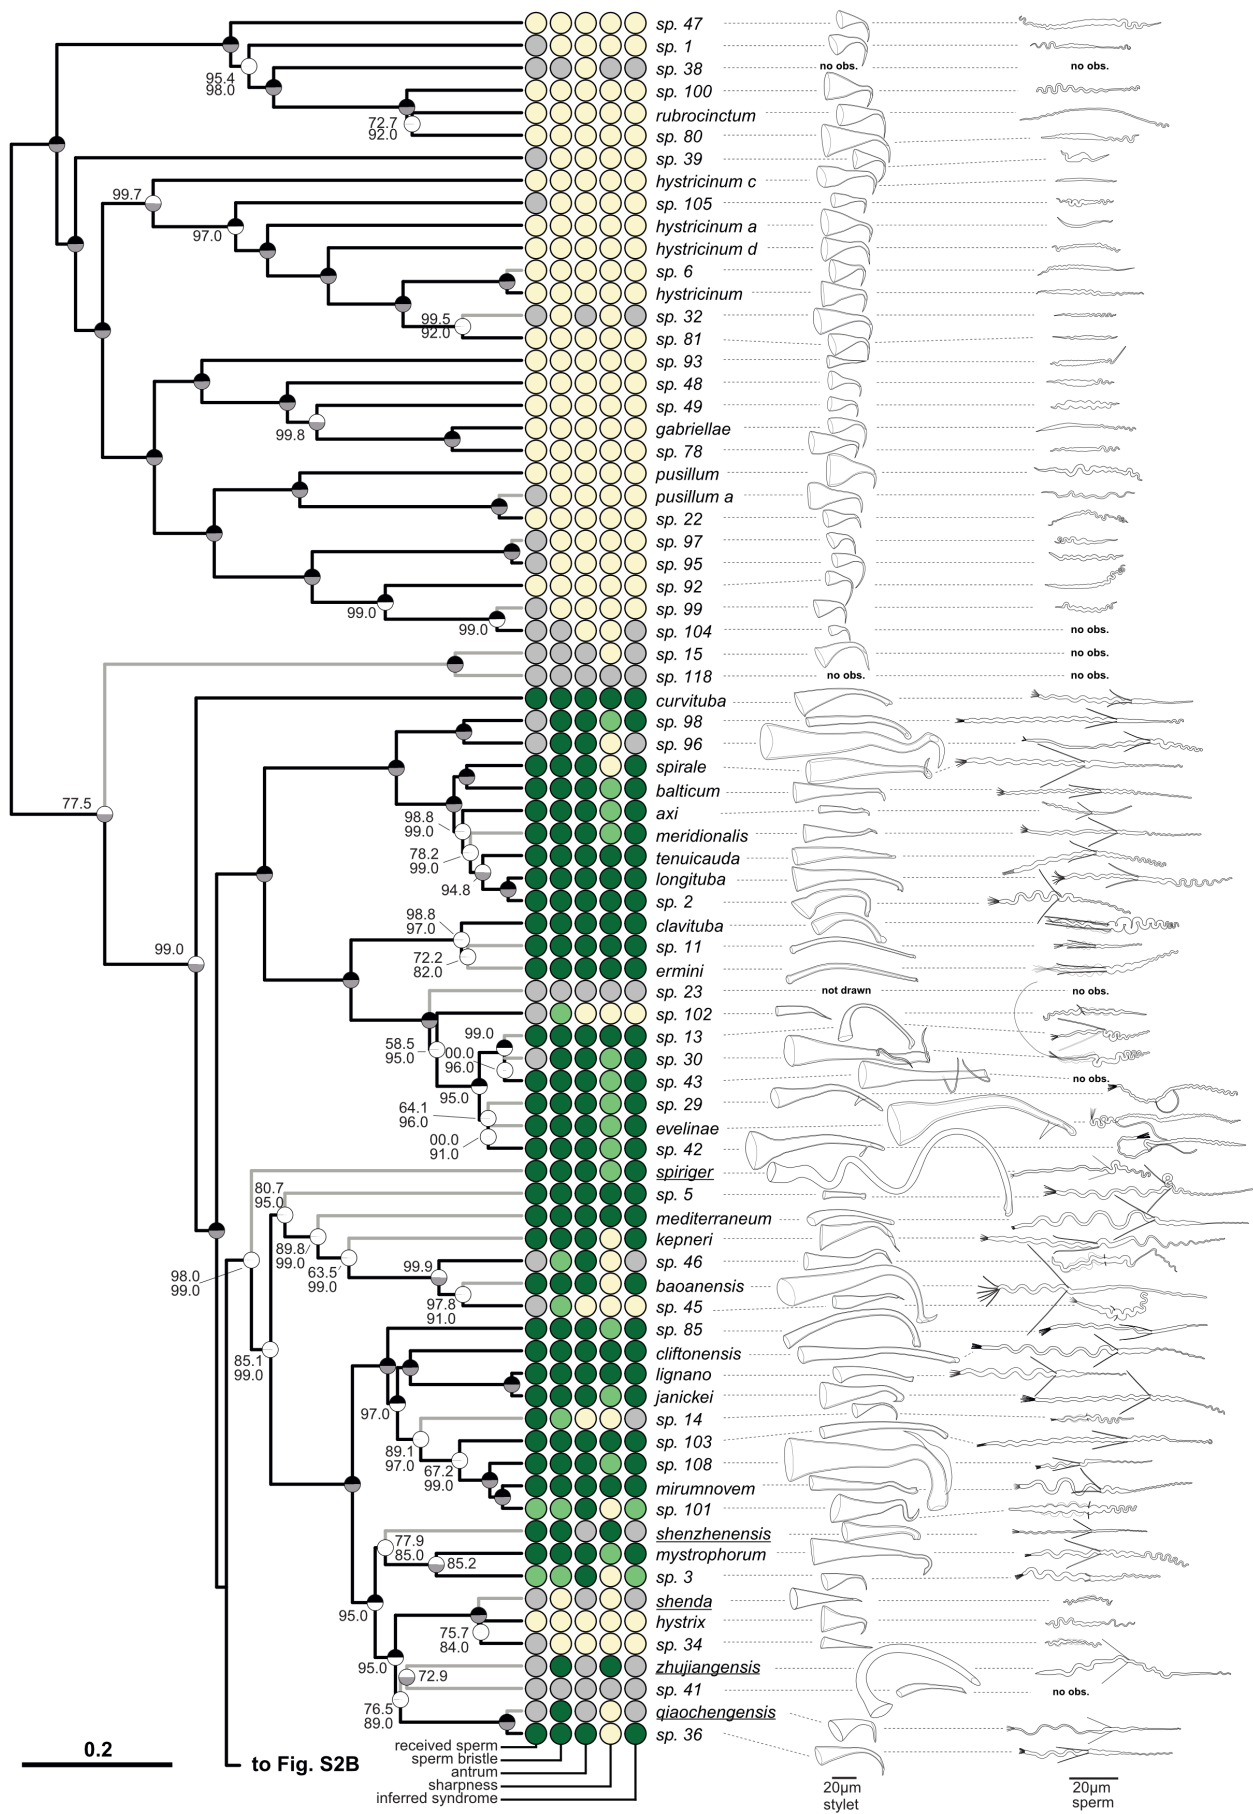 sp. 47
sp. 1
95.4
98.0
sp. 38
no obs.
no obs.
sp. 100
rubrocinctum
72.7
92.0
sp. 80
sp. 39
hystricinum c
99.7
sp. 105
hystricinum a
97.0
hystricinum d
sp. 6
hystricinum
sp. 32
99.5
92.0
sp. 81
sp. 93
sp. 48
sp. 49
99.8
gabriellae
sp. 78
pusillum
pusillum a
sp. 22
sp. 97
sp. 95
sp. 92
99.0
sp. 99
99.0
sp. 104
no obs.
sp. 15
no obs.
sp. 118
no obs.
no obs.
curvituba
sp. 98
sp. 96
spirale
balticum
77.5
axi
98.8
99.0
meridionalis
78.2
99.0
tenuicauda
longituba
94.8
sp. 2
98.8
97.0
clavituba
99.0
sp. 11
72.2
82.0
ermini
sp. 23
not drawn
no obs.
sp. 102
99.0
sp. 13
58.5
95.0
00.0
96.0
sp. 30
95.0
sp. 43
no obs.
sp. 29
64.1
96.0
evelinae
00.0
91.0
sp. 42
spiriger
80.7
95.0
sp. 5
mediterraneum
89.8
99.0
kepneri
63.5
99.0
99.9
sp. 46
98.0
99.0
baoanensis
97.8
91.0
sp. 45
sp. 85
85.1
99.0
cliftonensis
lignano
janickei
97.0
sp. 14
89.1
97.0
sp. 103
67.2
99.0
sp. 108
mirumnovem
sp. 101
shenzhenensis
77.9
85.0
mystrophorum
85.2
sp. 3
95.0
shenda
hystrix
75.7
84.0
sp. 34
95.0
zhujiangensis
72.9
sp. 41
no obs.
76.5
89.0
qiaochengensis
sp. 36
received sperm
sperm bristle
antrum
sharpness
inferred syndrome
0.2
to Fig. S2B
20µm
stylet
20µm
sperm